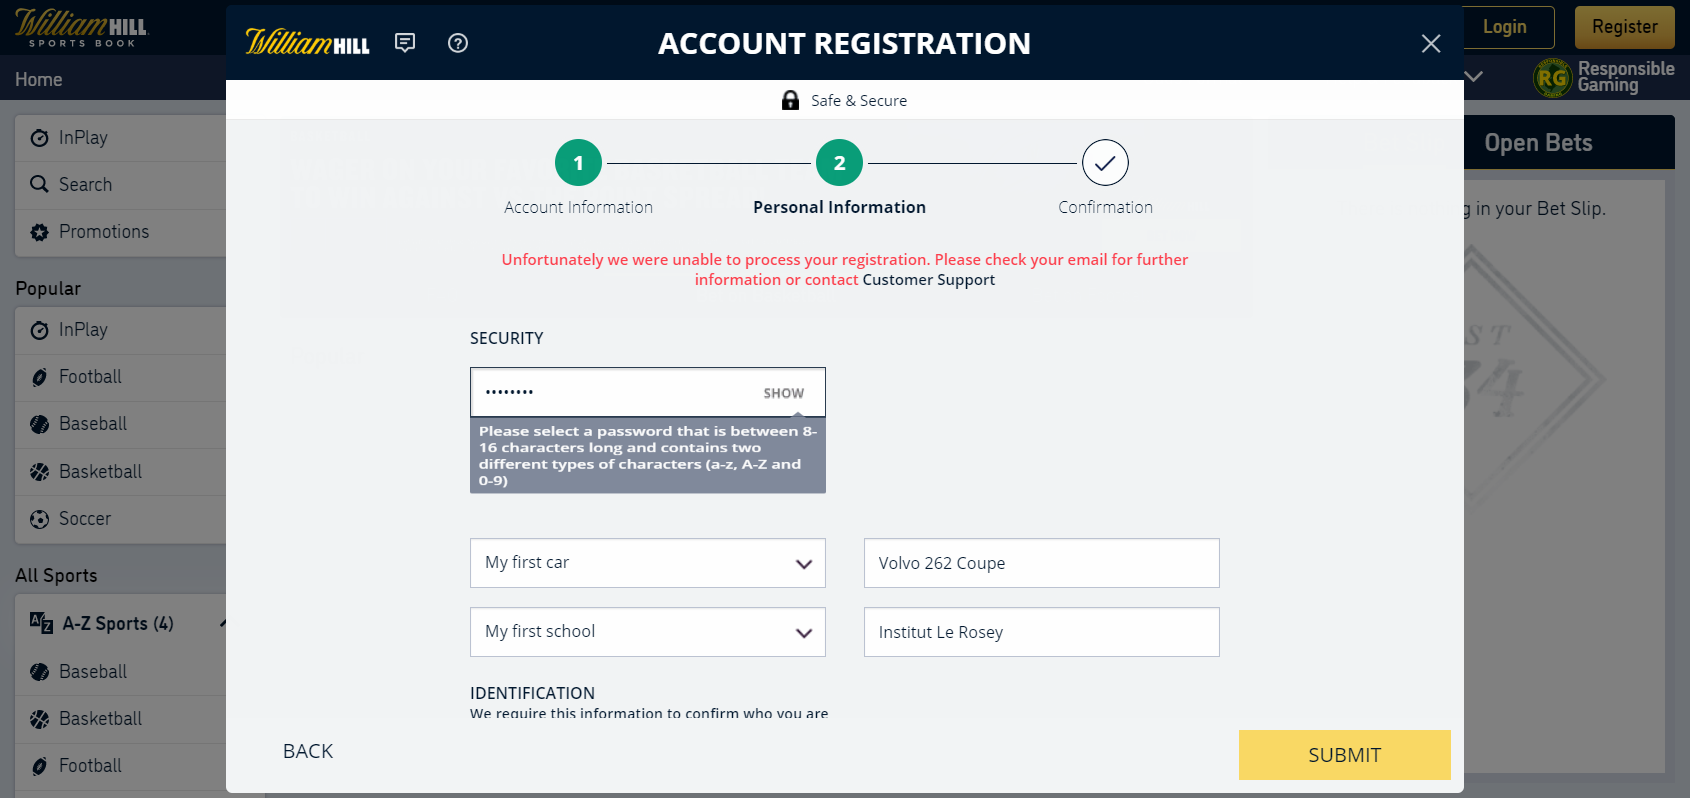 William HILL
SPORTS BOOK
William HILL
ACCOUNT REGISTRATION
Login
Register
Home
Responsible
Gaming
RG
Safe & Secure
InPlay
Search
Promotions
1
2
Account Information
Personal Information
Confirmation
Open Bets
in your Bet Slip.
Unfortunately we were unable to process your registration. Please check your email for further
information or contact Customer Support
Popular
InPlay
Football
Baseball
Basketball
Soccer
SECURITY
•••••••• SHOW
Please select a password that is between 8-
16 characters long and contains two
different types of characters (a-z, A-Z and
0-9)
My first car
Volvo 262 Coupe
My first school
Institut Le Rosey
All Sports
A-Z Sports (4)
Baseball
Basketball
Football
IDENTIFICATION
We require this information to confirm who you are
BACK
SUBMIT